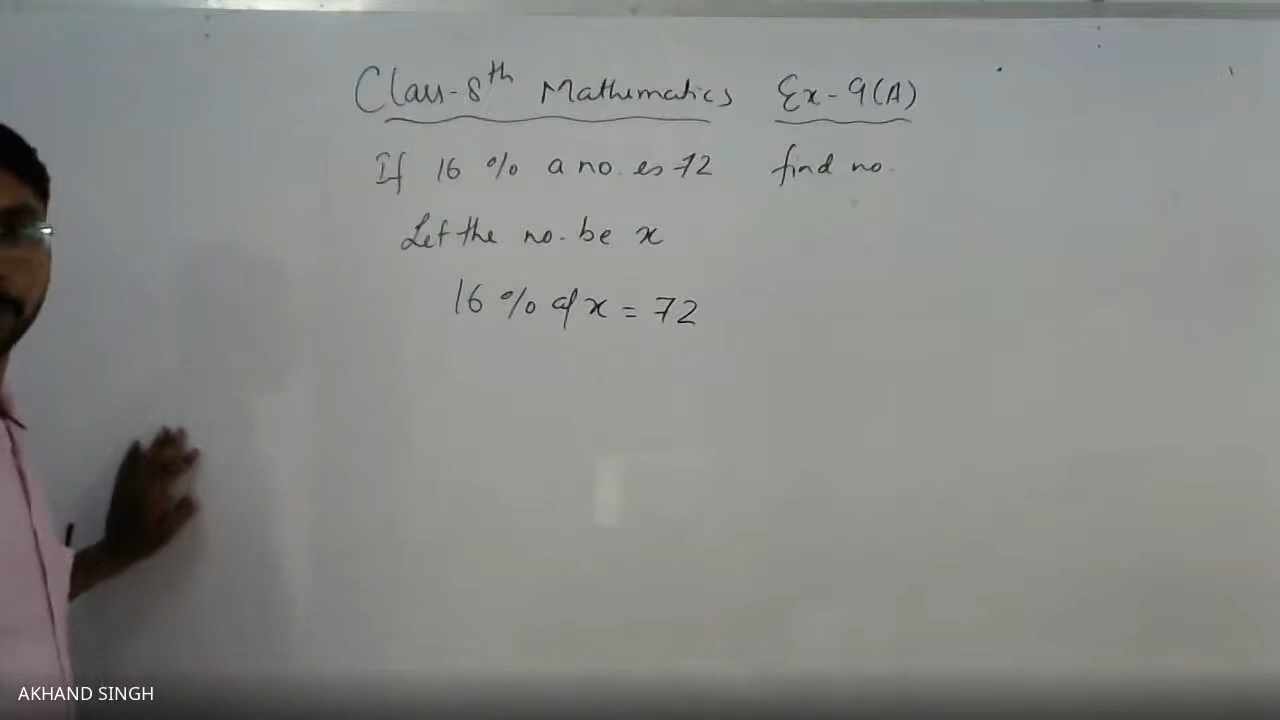 Class-8th Mathematics Ex-9(A)
If 16 % a no. is 72 find no.
Let the no. be x
16 % of x = 72
AKHAND SINGH